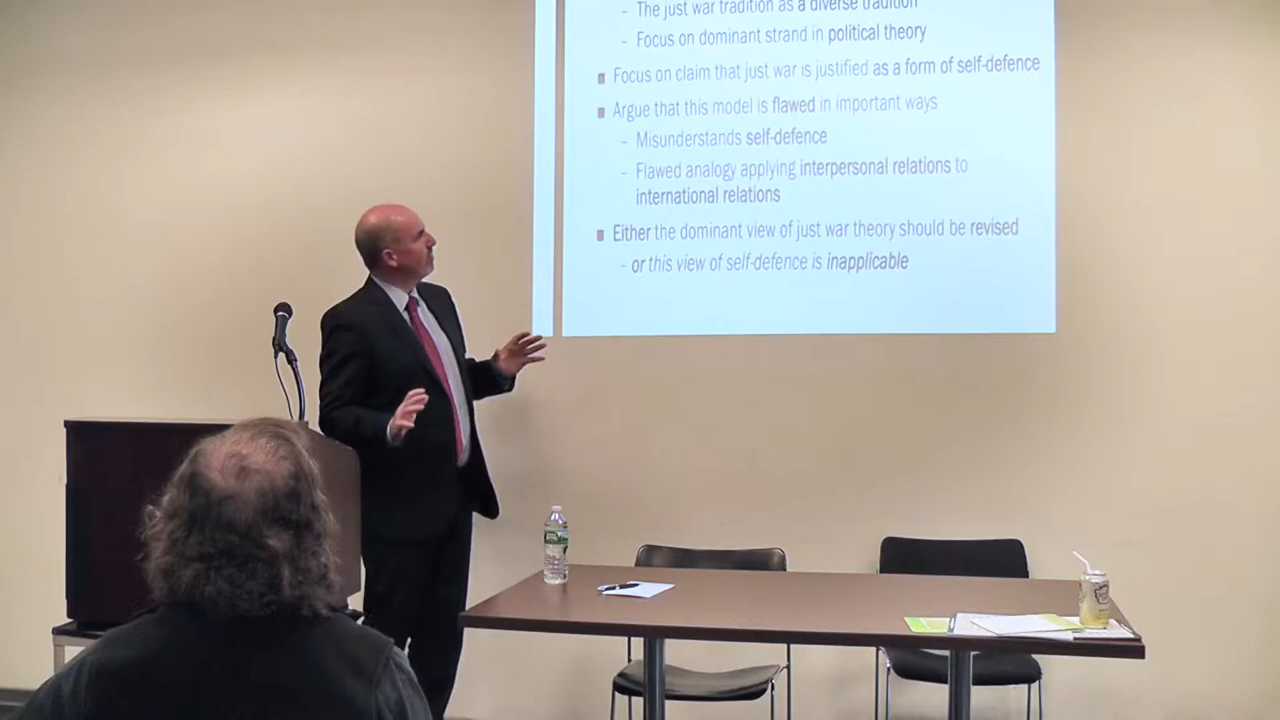 - The just war tradition as a diverse tradition
- Focus on dominant strand in political theory
Focus on claim that just war is justified as a form of self-defence
Argue that this model is flawed in important ways
- Misunderstands self-defence
- Flawed analogy applying interpersonal relations to
international relations
Either the dominant view of just war theory should be revised
- or this view of self-defence is inapplicable